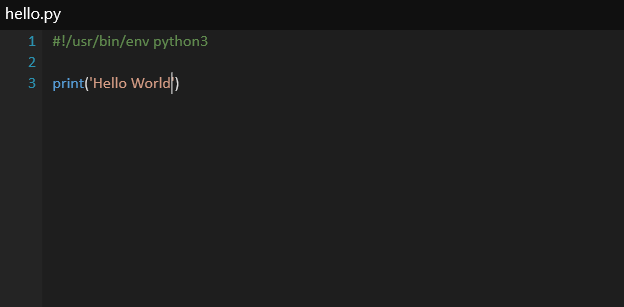 hello.py
1 #!/usr/bin/env python3
2
3 print('Hello World')